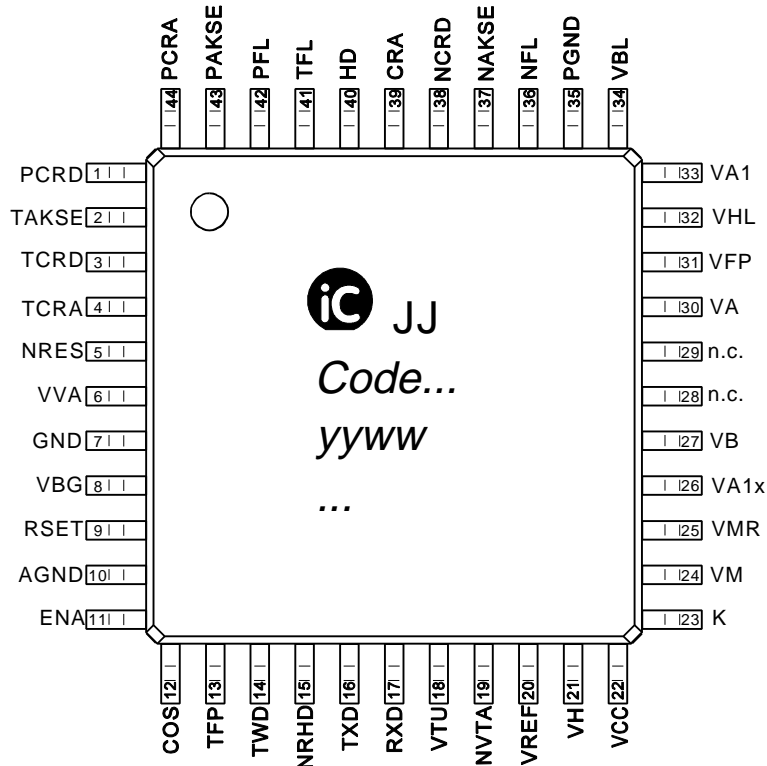 44 PCRA
43 PAKSE
42 PFL
41 TFL
40 HD
39 CRA
38 NCRD
37 NAKSE
36 NFL
35 PGND
34 VBL
PCRD 1
TAKSE 2
TCRD 3
TCRA 4
NRES 5
VVA 6
GND 7
VBG 8
RSET 9
AGND 10
ENA 11
iC JJ
Code...
yyww
...
33 VA1
32 VHL
31 VFP
30 VA
29 n.c.
28 n.c.
27 VB
26 VA1x
25 VMR
24 VM
23 K
COS 12
TFP 13
TWD 14
NRHD 15
TXD 16
RXD 17
VTU 18
NVTA 19
VREF 20
VH 21
VCC 22